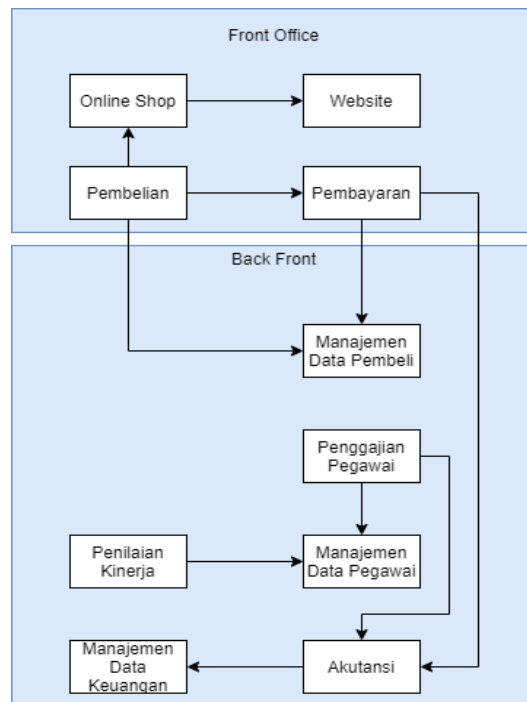 Front Office
Online Shop
Website
Pembelian
Pembayaran
Back Front
Manajemen
Data Pembeli
Penggajian
Pegawai
Penilaian
Kinerja
Manajemen
Data Pegawai
Manajemen
Data
Keuangan
Akutansi